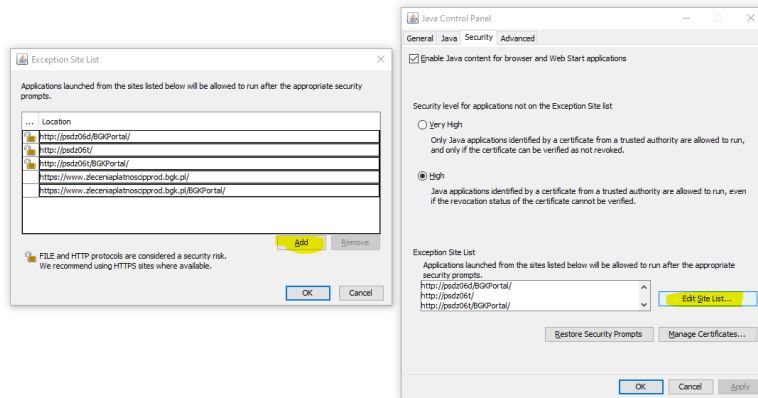 Exception Site List
Applications launched from the sites listed below will be allowed to run after the appropriate security
prompts.
... Location
http://psdz06d/BGKPortal/
http://psdz06t/
http://psdz06t/BGKPortal/
https://www.zleceniaplatnoscipprod.bgk.pl/
https://www.zleceniaplatnoscipprod.bgk.pl/BGKPortal/
Add Remove
FILE and HTTP protocols are considered a security risk.
We recommend using HTTPS sites where available.
OK Cancel
Java Control Panel
General Java Security Advanced
Enable Java content for browser and Web Start applications
Security level for applications not on the Exception Site list
Very High
Only Java applications identified by a certificate from a trusted authority are allowed to run,
and only if the certificate can be verified as not revoked.
High
Java applications identified by a certificate from a trusted authority are allowed to run, even
if the revocation status of the certificate cannot be verified.
Exception Site List
Applications launched from the sites listed below will be allowed to run after the appropriate
security prompts.
http://psdz06d/BGKPortal/
http://psdz06t/
http://psdz06t/BGKPortal/
Edit Site List...
Restore Security Prompts Manage Certificates...
OK Cancel Apply